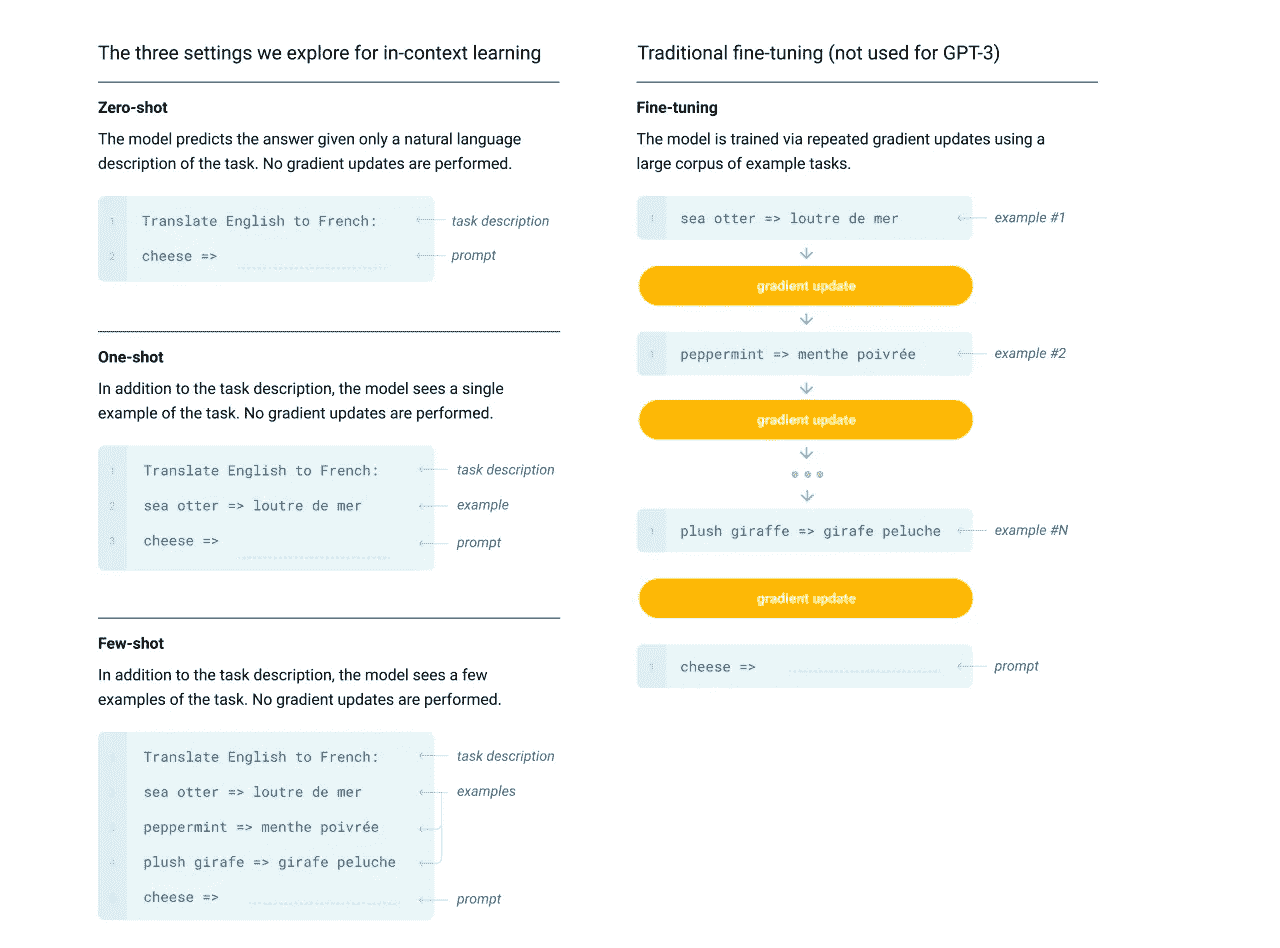 The three settings we explore for in-context learning
Zero-shot
The model predicts the answer given only a natural language
description of the task. No gradient updates are performed.
1 Translate English to French: task description
2 cheese => prompt
One-shot
In addition to the task description, the model sees a single
example of the task. No gradient updates are performed.
1 Translate English to French: task description
2 sea otter => loutre de mer example
3 cheese => prompt
Few-shot
In addition to the task description, the model sees a few
examples of the task. No gradient updates are performed.
Translate English to French: task description
sea otter => loutre de mer examples
peppermint => menthe poivrée
plush girafe => girafe peluche
cheese => prompt
Traditional fine-tuning (not used for GPT-3)
Fine-tuning
The model is trained via repeated gradient updates using a
large corpus of example tasks.
1 sea otter => loutre de mer example #1
gradient update
1 peppermint => menthe poivrée example #2
gradient update
1 plush giraffe => girafe peluche example #N
gradient update
1 cheese => prompt